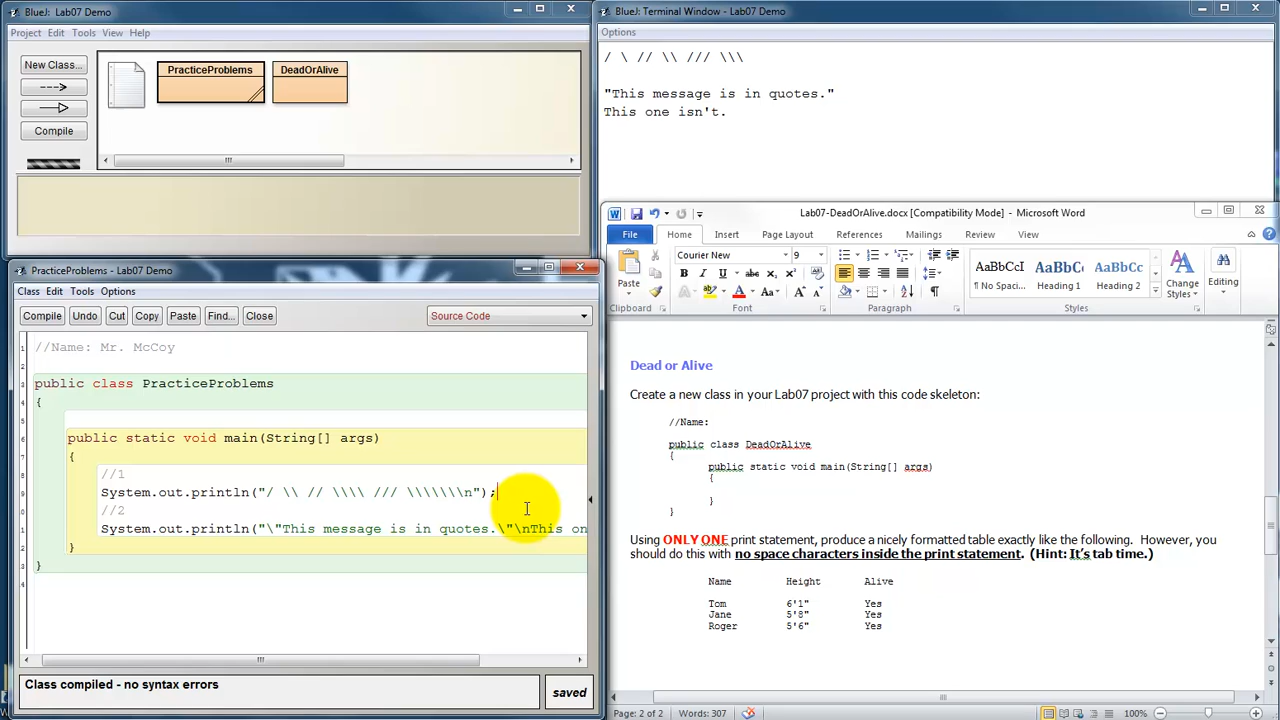 BlueJ: Lab07 Demo
Project Edit Tools View Help
New Class...
Compile
PracticeProblems
DeadOrAlive
BlueJ: Terminal Window - Lab07 Demo
Options
/ \ // \\ /// \\\
"This message is in quotes."
This one isn't.
PracticeProblems - Lab07 Demo
Class Edit Tools Options
Compile Undo Cut Copy Paste Find... Close Source Code
//Name: Mr. McCoy
public class PracticeProblems
{
public static void main(String[] args)
{
//1
System.out.println("/ \\ // \\\\ /// \\\\\\\n");
//2
System.out.println("\"This message is in quotes.\"\nThis on
}
}
Class compiled - no syntax errors
saved
Lab07-DeadOrAlive.docx [Compatibility Mode] - Microsoft Word
File Home Insert Page Layout References Mailings Review View
Paste
Clipboard
Courier New 9
Font
Paragraph
AaBbCcI AaBbCc AaBbCc
¶ No Spaci... Heading 1 Heading 2
Change Styles
Styles
Editing
Dead or Alive
Create a new class in your Lab07 project with this code skeleton:
//Name:
public class DeadOrAlive
{
public static void main(String[] args)
{
}
}
Using ONLY ONE print statement, produce a nicely formatted table exactly like the following. However, you
should do this with no space characters inside the print statement. (Hint: It's tab time.)
Name Height Alive
Tom 6'1" Yes
Jane 5'8" Yes
Roger 5'6" Yes
Page: 2 of 2 Words: 307 100%